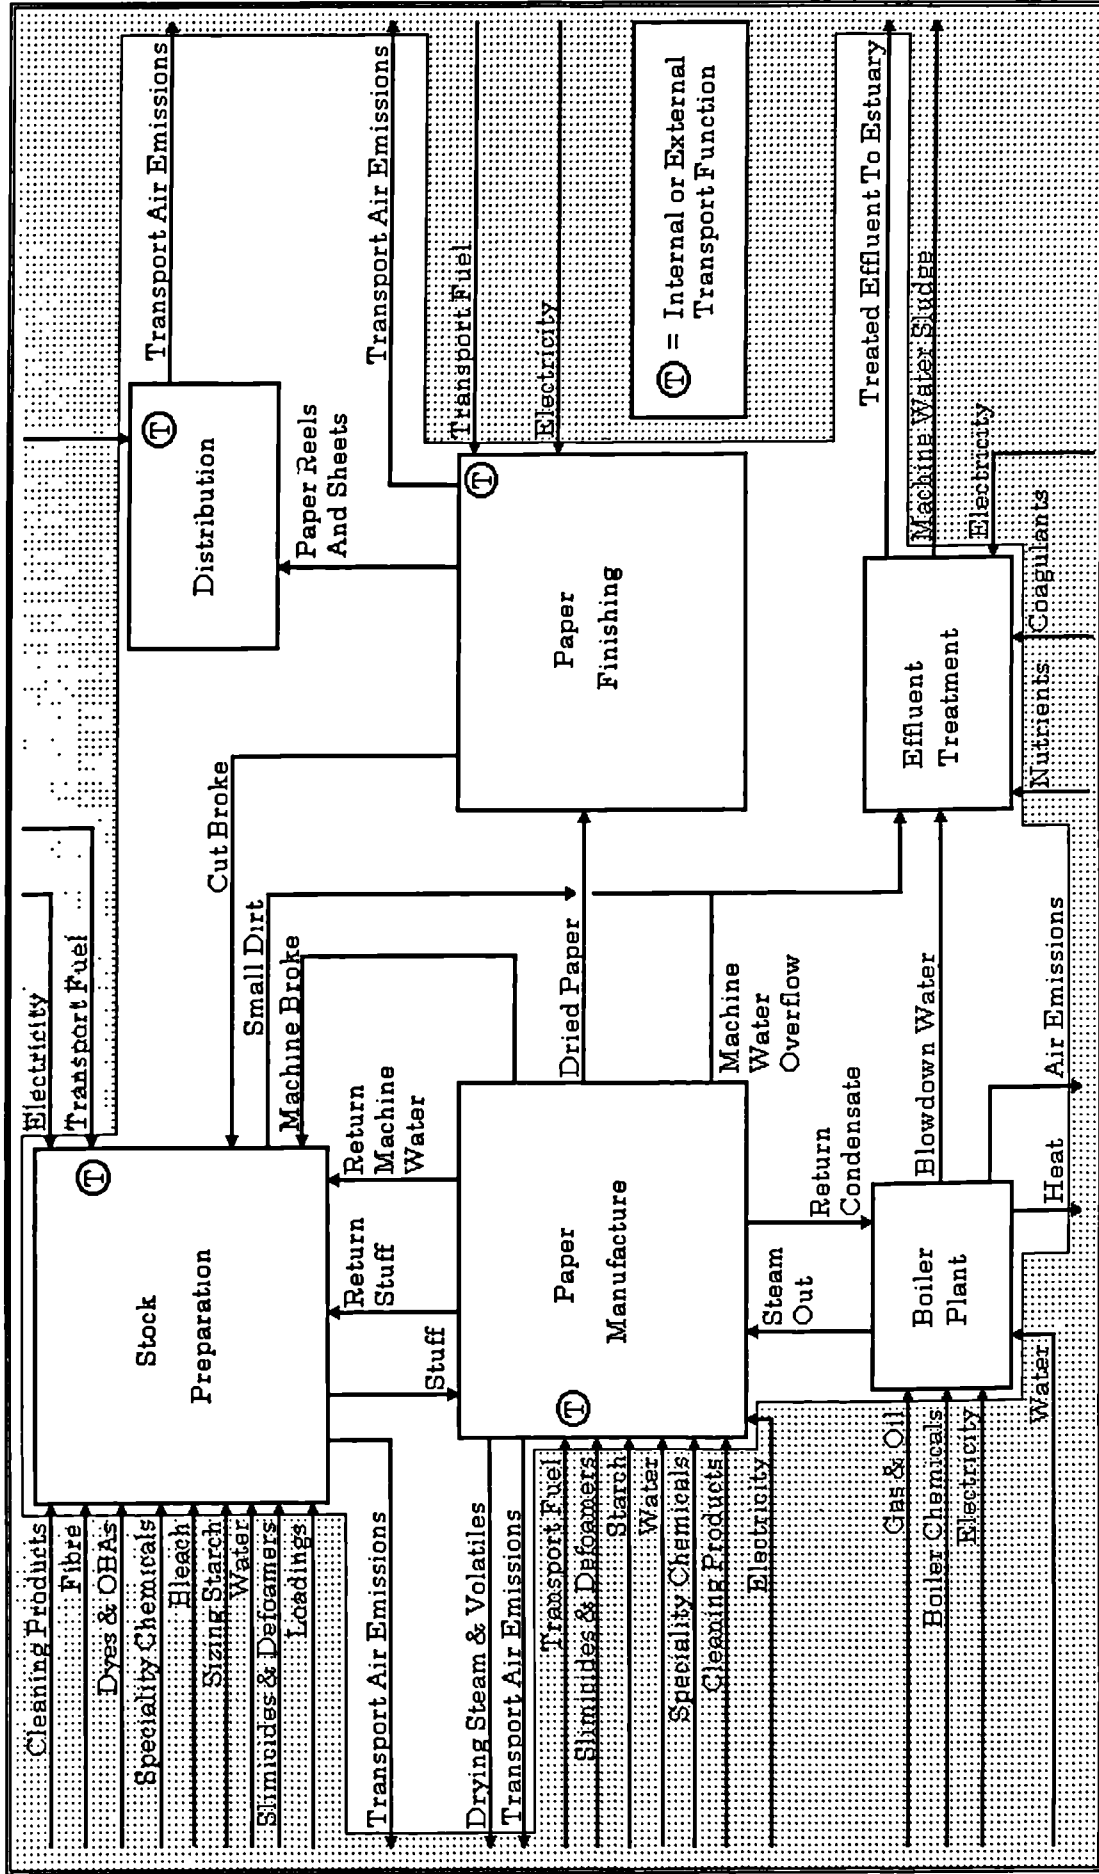 Cleaning Products
Fibre
Dyes & OBAs
Speciality Chemicals
Bleach
Sizing Starch
Water
Slimicides & Defoamers
Loadings
Stock
Preparation
T
Electricity
Transport Fuel
Cut Broke
Small Dirt
Machine Broke
Distribution
T
Transport Air Emissions
Paper Reels
And Sheets
Transport Air Emissions
Transport Air Emissions
Stuff
Return
Stuff
Return
Machine
Water
Drying Steam & Volatiles
Transport Air Emissions
Transport Fuel
Slimicides & Defoamers
Starch
Water
Speciality Chemicals
Cleaning Products
Electricity
T
Paper
Manufacture
Dried Paper
Machine
Water
Overflow
Paper
Finishing
T
Transport Fuel
Electricity
T = Internal or External
Transport Function
Steam
Out
Return
Condensate
Gas & Oil
Boiler Chemicals
Electricity
Water
Boiler
Plant
Blowdown Water
Heat
Air Emissions
Effluent
Treatment
Treated Effluent To Estuary
Machine Water Sludge
Electricity
Nutrients
Coagulants